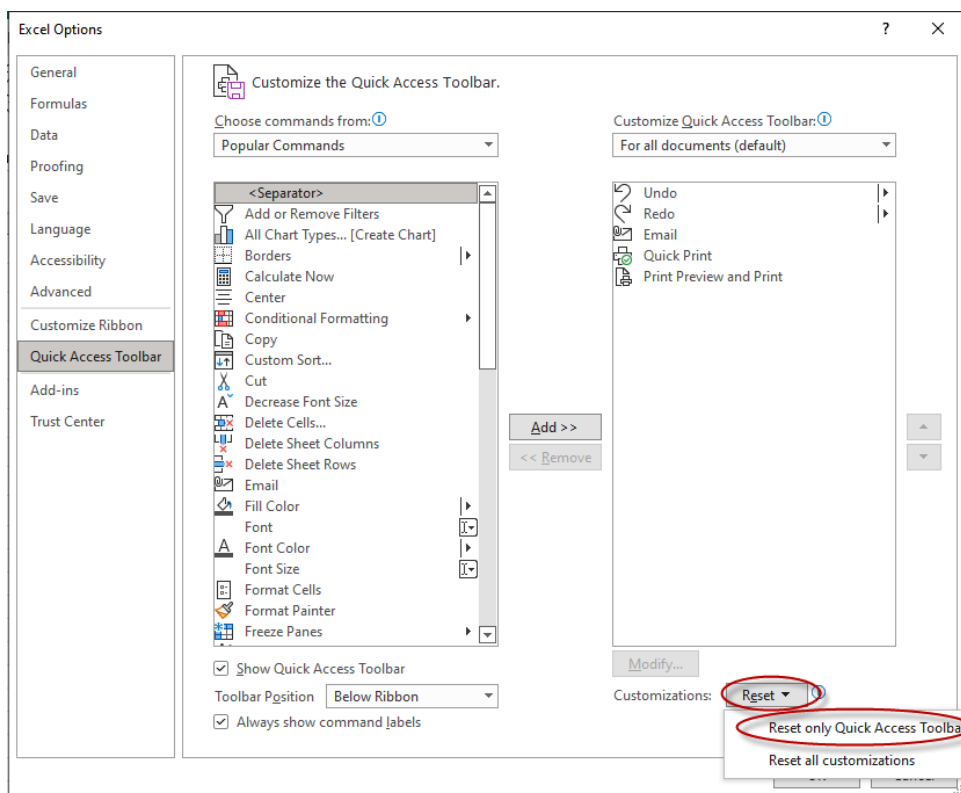 Excel Options
?
General
Formulas
Data
Proofing
Save
Language
Accessibility
Advanced
Customize Ribbon
Quick Access Toolbar
Add-ins
Trust Center
Customize the Quick Access Toolbar.
Choose commands from:
Popular Commands
<Separator>
Add or Remove Filters
All Chart Types... [Create Chart]
Borders
Calculate Now
Center
Conditional Formatting
Copy
Custom Sort...
Cut
Decrease Font Size
Delete Cells...
Delete Sheet Columns
Delete Sheet Rows
Email
Fill Color
Font
Font Color
Font Size
Format Cells
Format Painter
Freeze Panes
Show Quick Access Toolbar
Toolbar Position Below Ribbon
Always show command labels
Add >>
<< Remove
Customize Quick Access Toolbar:
For all documents (default)
Undo
Redo
Email
Quick Print
Print Preview and Print
Modify...
Customizations: Reset
Reset only Quick Access Toolba
Reset all customizations